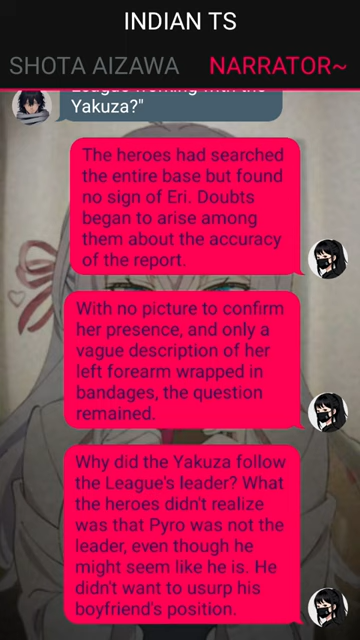 INDIAN TS
SHOTA AIZAWA NARRATOR~
Yakuza?"
The heroes had searched
the entire base but found
no sign of Eri. Doubts
began to arise among
them about the accuracy
of the report.
With no picture to confirm
her presence, and only a
vague description of her
left forearm wrapped in
bandages, the question
remained.
Why did the Yakuza follow
the League's leader? What
the heroes didn't realize
was that Pyro was not the
leader, even though he
might seem like he is. He
didn't want to usurp his
boyfriend's position.